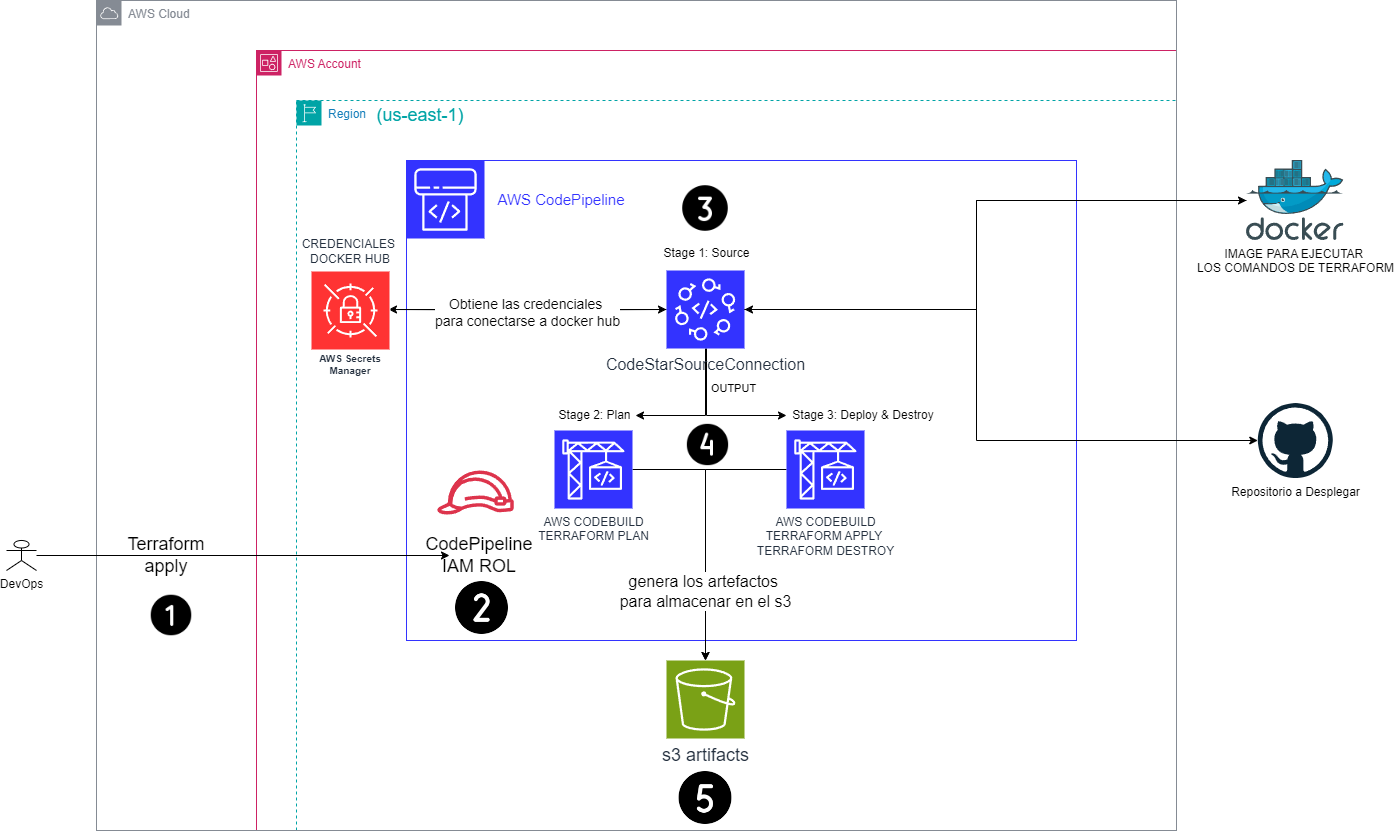 AWS Cloud
AWS Account
Region
(us-east-1)
AWS CodePipeline
3
Stage 1: Source
CREDENCIALES
DOCKER HUB
Obtiene las credenciales
para conectarse a docker hub
AWS Secrets
Manager
CodeStarSourceConnection
OUTPUT
docker
IMAGE PARA EJECUTAR
LOS COMANDOS DE TERRAFORM
Stage 2: Plan
Stage 3: Deploy & Destroy
4
AWS CODEBUILD
TERRAFORM PLAN
AWS CODEBUILD
TERRAFORM APPLY
TERRAFORM DESTROY
Repositorio a Desplegar
DevOps
Terraform
apply
1
CodePipeline
IAM ROL
2
genera los artefactos
para almacenar en el s3
s3 artifacts
5